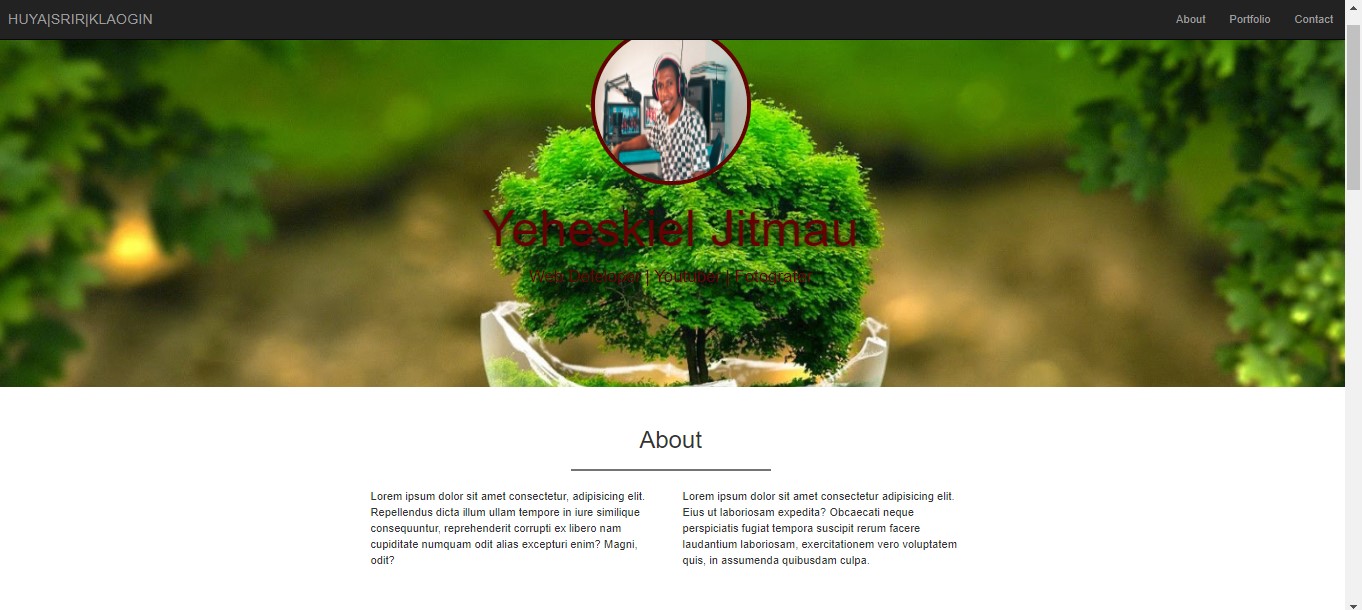 HUYA|SRIR|KLAOGIN
About Portfolio Contact
Yeheskiel Jitmau
Web | Youtuber | Fotografer
About
Lorem ipsum dolor sit amet consectetur, adipisicing elit.
Repellendus dicta illum ullam tempore in iure similique
consequuntur, reprehenderit corrupti ex libero nam
cupiditate numquam odit alias excepturi enim? Magni,
odit?
Lorem ipsum dolor sit amet consectetur adipisicing elit.
Eius ut laboriosam expedita? Obcaecati neque
perspiciatis fugiat tempora suscipit rerum facere
laudantium laboriosam, exercitationem vero voluptatem
quis, in assumenda quibusdam culpa.